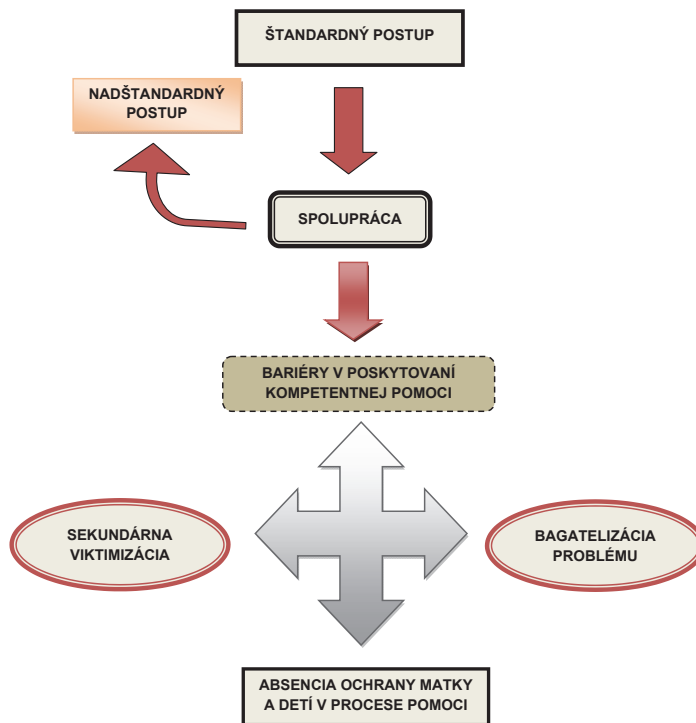 ŠTANDARDNÝ POSTUP
NADŠTANDARDNÝ
POSTUP
SPOLUPRÁCA
BARIÉRY V POSKYTOVANÍ
KOMPETENTNEJ POMOCI
SEKUNDÁRNA
VIKTIMIZÁCIA
BAGATELIZÁCIA
PROBLÉMU
ABSENCIA OCHRANY MATKY
A DETÍ V PROCESE POMOCI